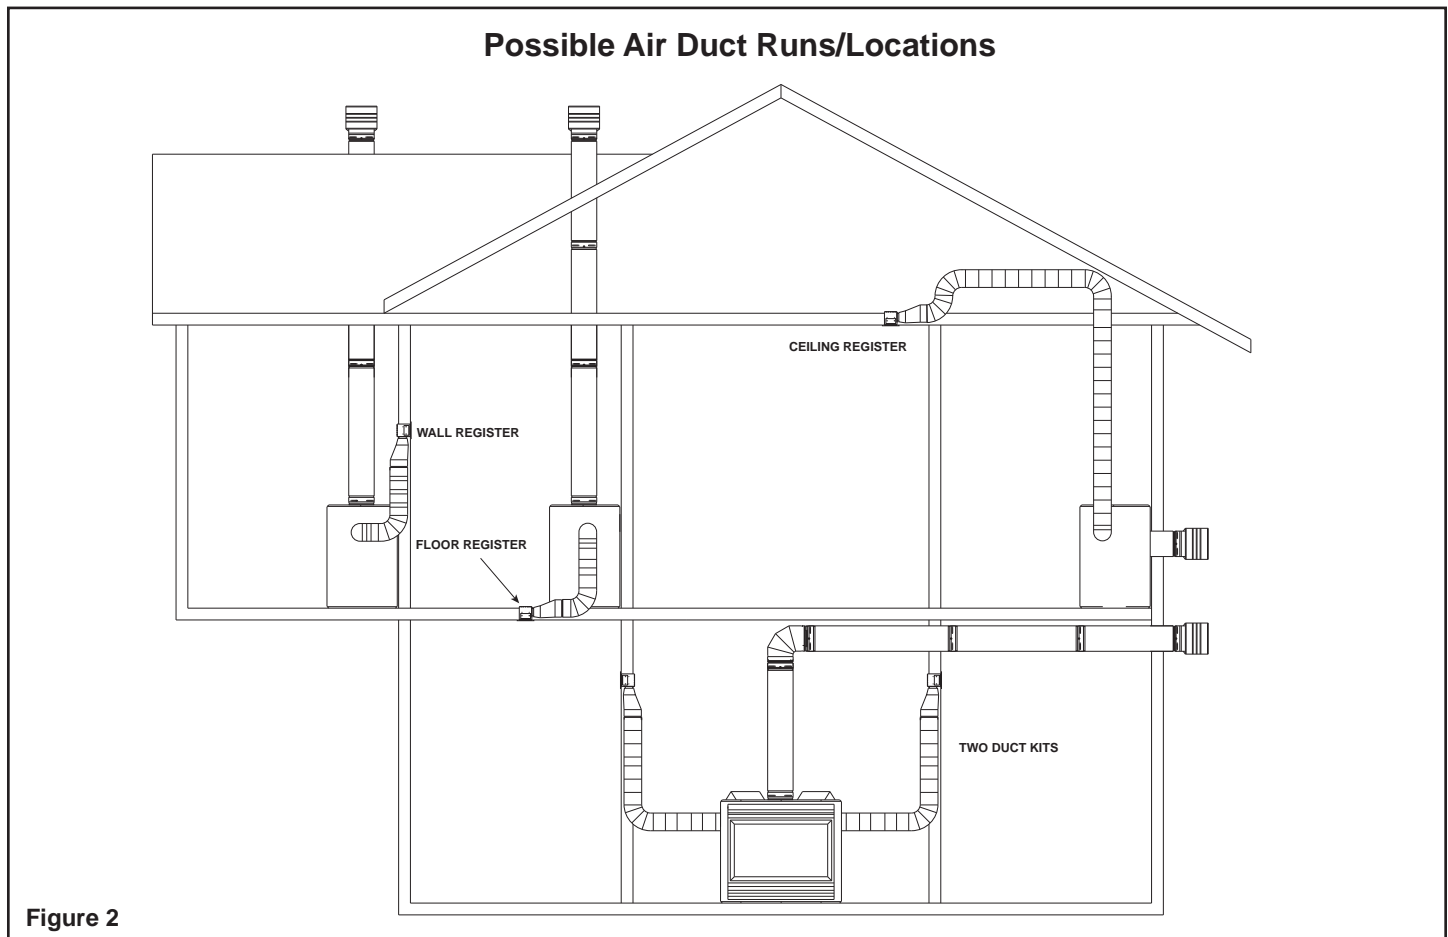 Possible Air Duct Runs/Locations
CEILING REGISTER
WALL REGISTER
FLOOR REGISTER
TWO DUCT KITS
Figure 2